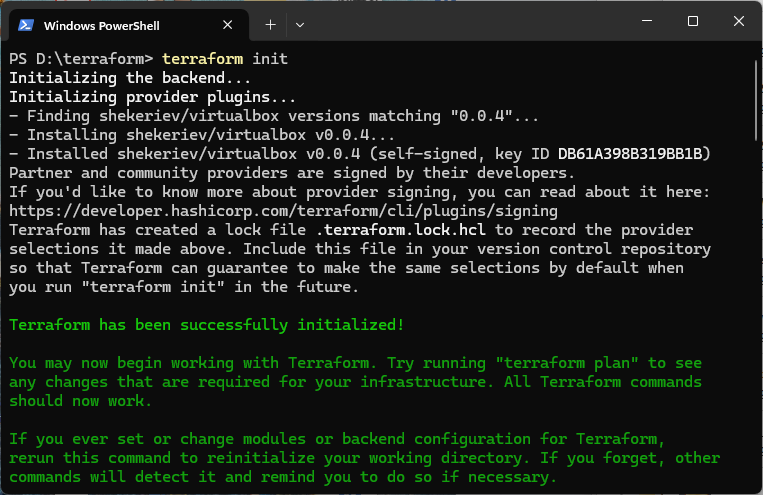 Windows PowerShell
PS D:\terraform> terraform init
Initializing the backend...
Initializing provider plugins...
- Finding shekeriev/virtualbox versions matching "0.0.4"...
- Installing shekeriev/virtualbox v0.0.4...
- Installed shekeriev/virtualbox v0.0.4 (self-signed, key ID DB61A398B319BB1B)
Partner and community providers are signed by their developers.
If you'd like to know more about provider signing, you can read about it here:
https://developer.hashicorp.com/terraform/cli/plugins/signing
Terraform has created a lock file .terraform.lock.hcl to record the provider
selections it made above. Include this file in your version control repository
so that Terraform can guarantee to make the same selections by default when
you run "terraform init" in the future.
Terraform has been successfully initialized!
You may now begin working with Terraform. Try running "terraform plan" to see
any changes that are required for your infrastructure. All Terraform commands
should now work.
If you ever set or change modules or backend configuration for Terraform,
rerun this command to reinitialize your working directory. If you forget, other
commands will detect it and remind you to do so if necessary.